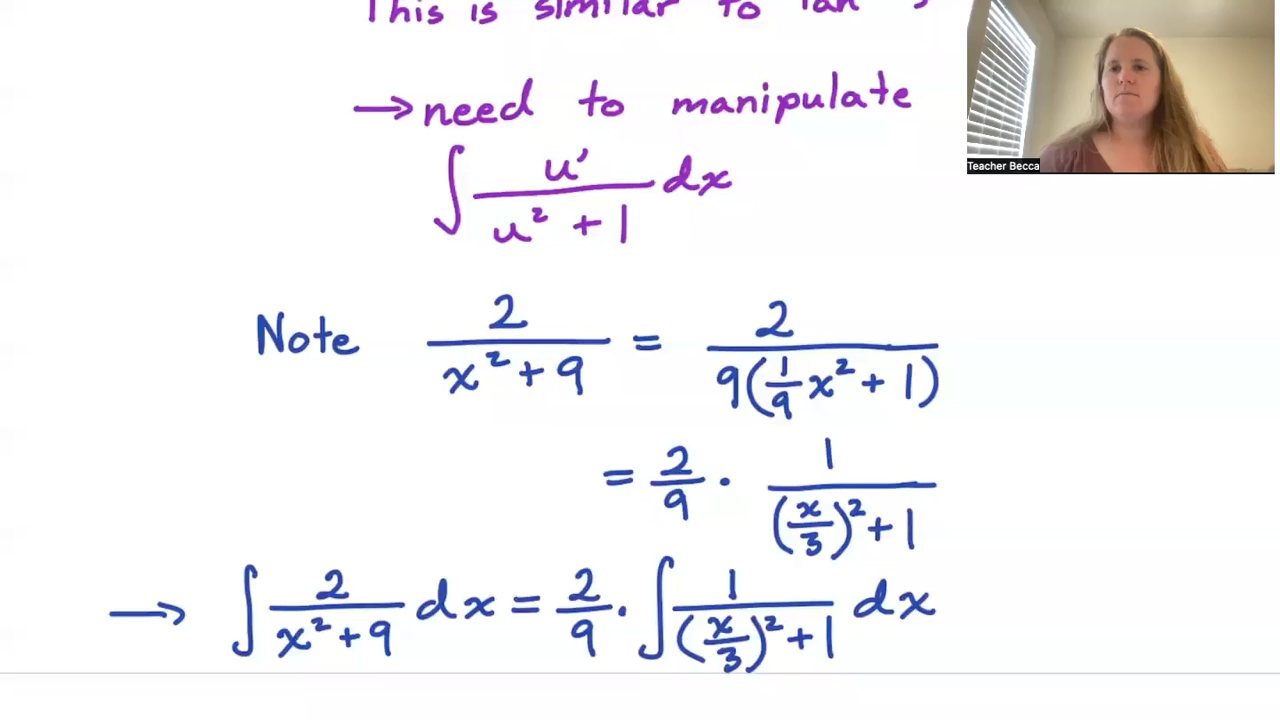 This is similar to tan
→ need to manipulate
∫ u'/(u² + 1) dx
Teacher Becca
Note 2/(x² + 9) = 2/(9(1/9 x² + 1))
= 2/9 · 1/((x/3)² + 1)
→ ∫ 2/(x² + 9) dx = 2/9 · ∫ 1/((x/3)² + 1) dx